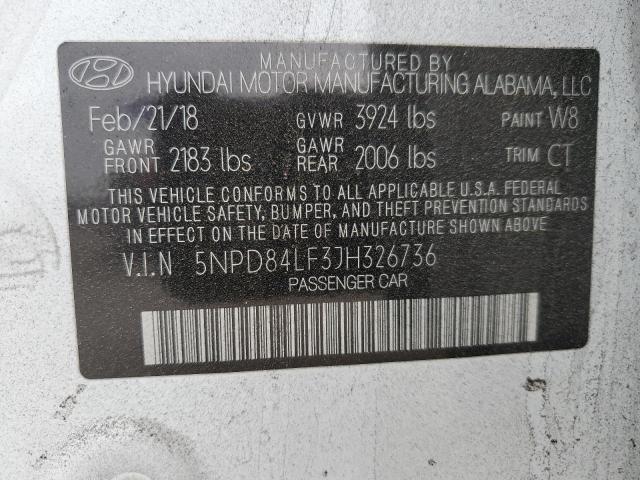 MANUFACTURED BY
HYUNDAI MOTOR MANUFACTURING ALABAMA, LLC
Feb/21/18 GVWR 3924 lbs PAINT W8
GAWR FRONT 2183 lbs GAWR REAR 2006 lbs TRIM CT
THIS VEHICLE CONFORMS TO ALL APPLICABLE U.S.A. FEDERAL
MOTOR VEHICLE SAFETY, BUMPER, AND THEFT PREVENTION STANDARDS
IN EFFECT ON THE DATE OF MANUFACTURE SHOWN ABOVE.
V.I.N 5NPD84LF3JH326736
PASSENGER CAR